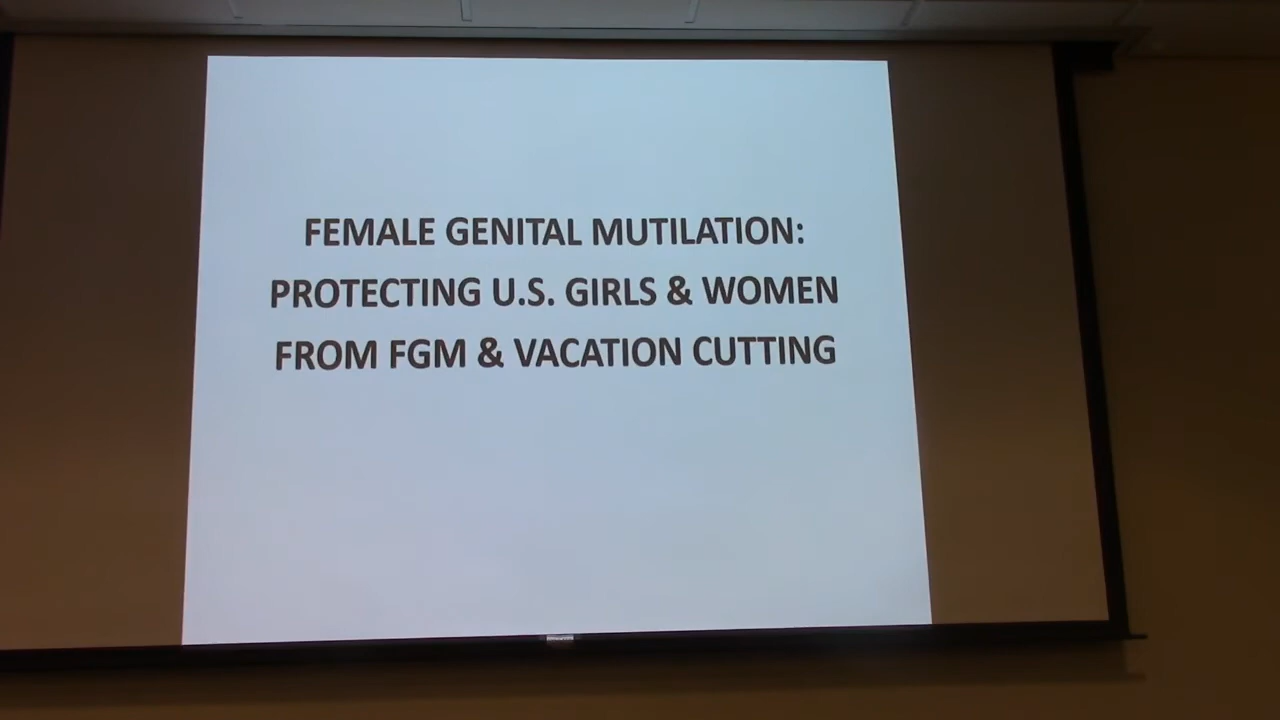 FEMALE GENITAL MUTILATION:
PROTECTING U.S. GIRLS & WOMEN
FROM FGM & VACATION CUTTING